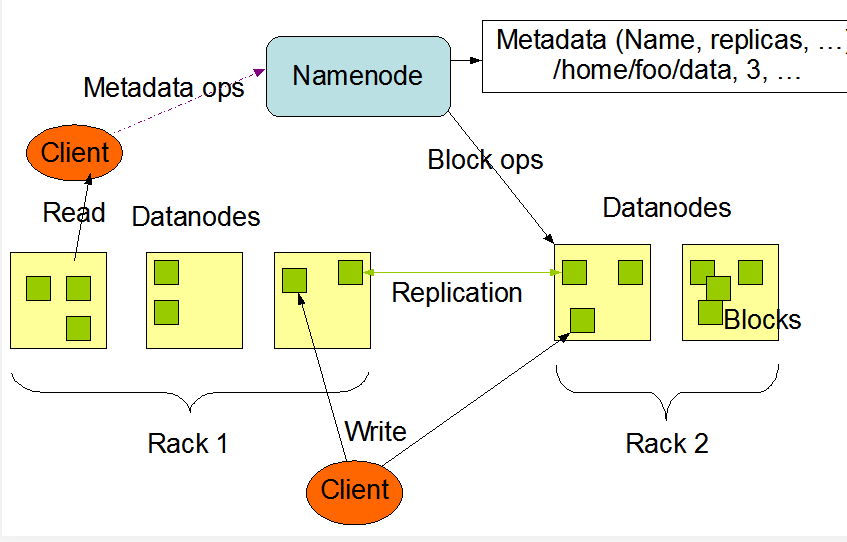 Metadata (Name, replicas, …)
/home/foo/data, 3, …
Namenode
Metadata ops
Client
Block ops
Read
Datanodes
Datanodes
Replication
Blocks
Rack 1
Write
Rack 2
Client